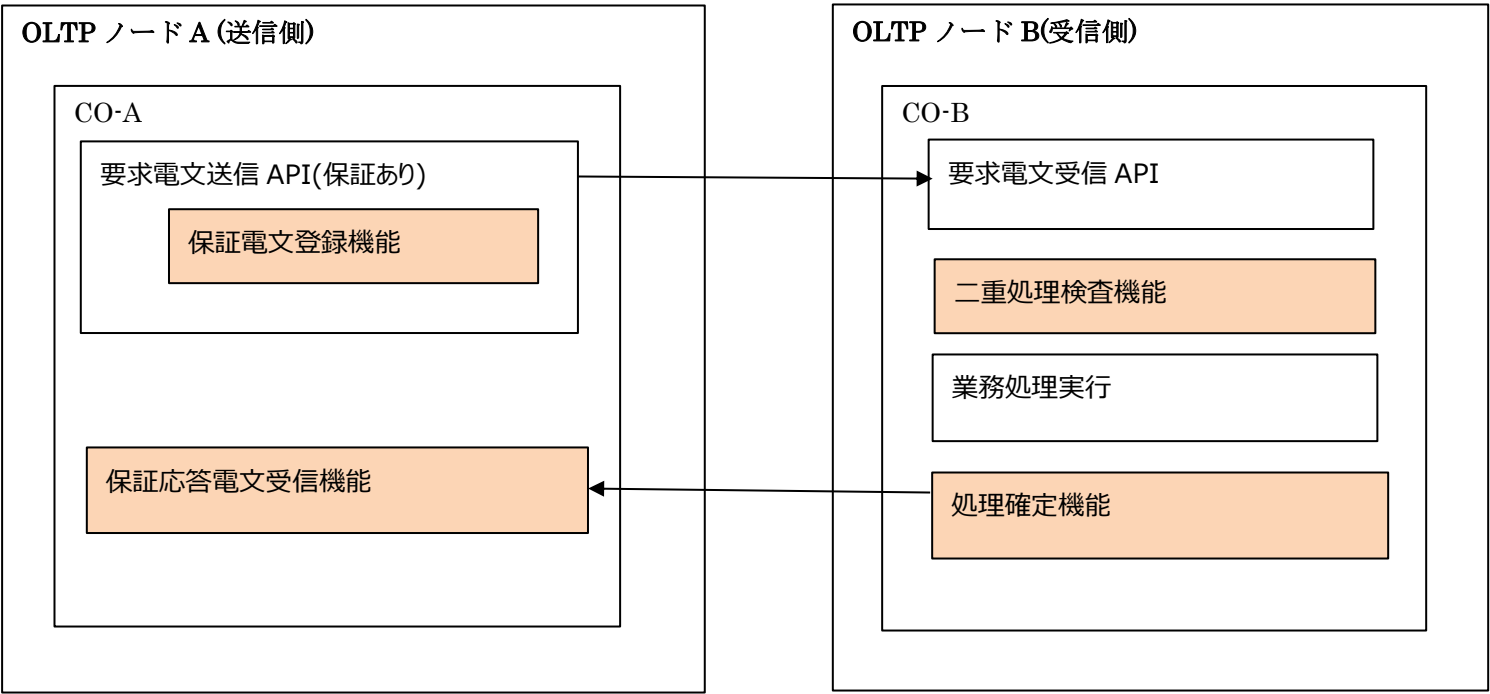 OLTP ノード A (送信側)
CO-A
要求電文送信 API(保証あり)
保証電文登録機能
保証応答電文受信機能
OLTP ノード B(受信側)
CO-B
要求電文受信 API
二重処理検査機能
業務処理実行
処理確定機能